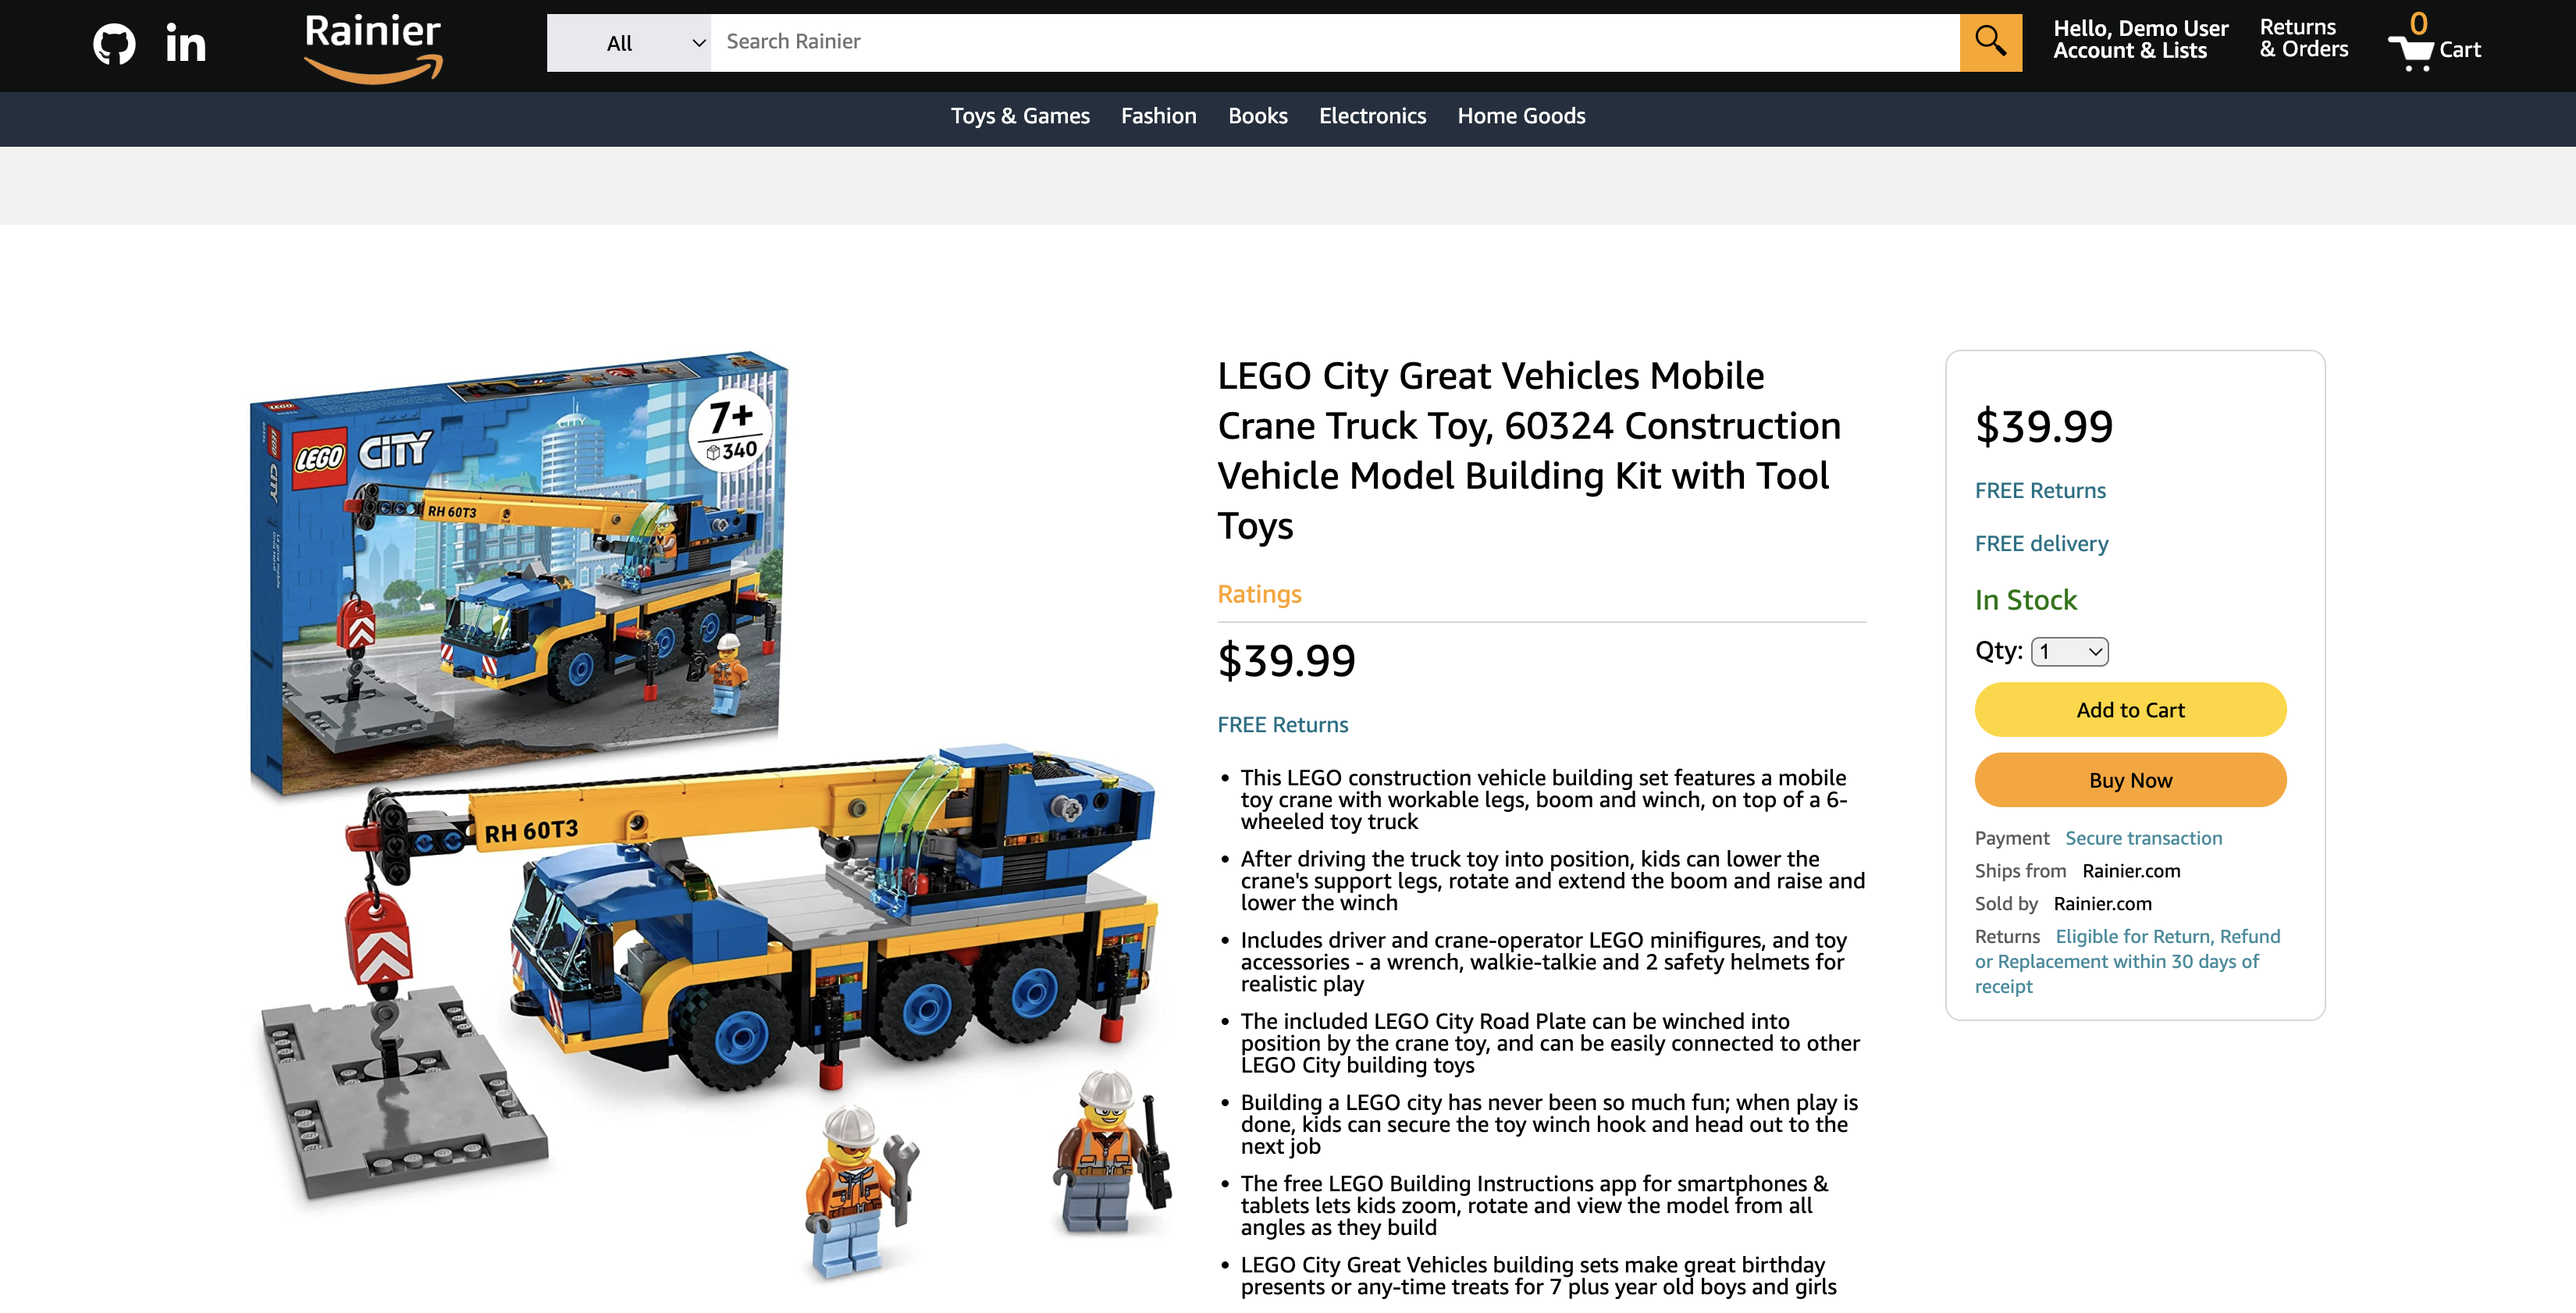 Rainier
All
Search Rainier
Hello, Demo User
Account & Lists
Returns
& Orders
0
Cart
Toys & Games
Fashion
Books
Electronics
Home Goods
LEGO
CITY
7+
340
CITY
RH 60T3
RH 60T3
LEGO City Great Vehicles Mobile
Crane Truck Toy, 60324 Construction
Vehicle Model Building Kit with Tool
Toys
Ratings
$39.99
FREE Returns
• This LEGO construction vehicle building set features a mobile
toy crane with workable legs, boom and winch, on top of a 6-
wheeled toy truck
• After driving the truck toy into position, kids can lower the
crane's support legs, rotate and extend the boom and raise and
lower the winch
• Includes driver and crane-operator LEGO minifigures, and toy
accessories - a wrench, walkie-talkie and 2 safety helmets for
realistic play
• The included LEGO City Road Plate can be winched into
position by the crane toy, and can be easily connected to other
LEGO City building toys
• Building a LEGO city has never been so much fun; when play is
done, kids can secure the toy winch hook and head out to the
next job
• The free LEGO Building Instructions app for smartphones &
tablets lets kids zoom, rotate and view the model from all
angles as they build
• LEGO City Great Vehicles building sets make great birthday
presents or any-time treats for 7 plus year old boys and girls
$39.99
FREE Returns
FREE delivery
In Stock
Qty: 1
Add to Cart
Buy Now
Payment Secure transaction
Ships from Rainier.com
Sold by Rainier.com
Returns Eligible for Return, Refund
or Replacement within 30 days of
receipt